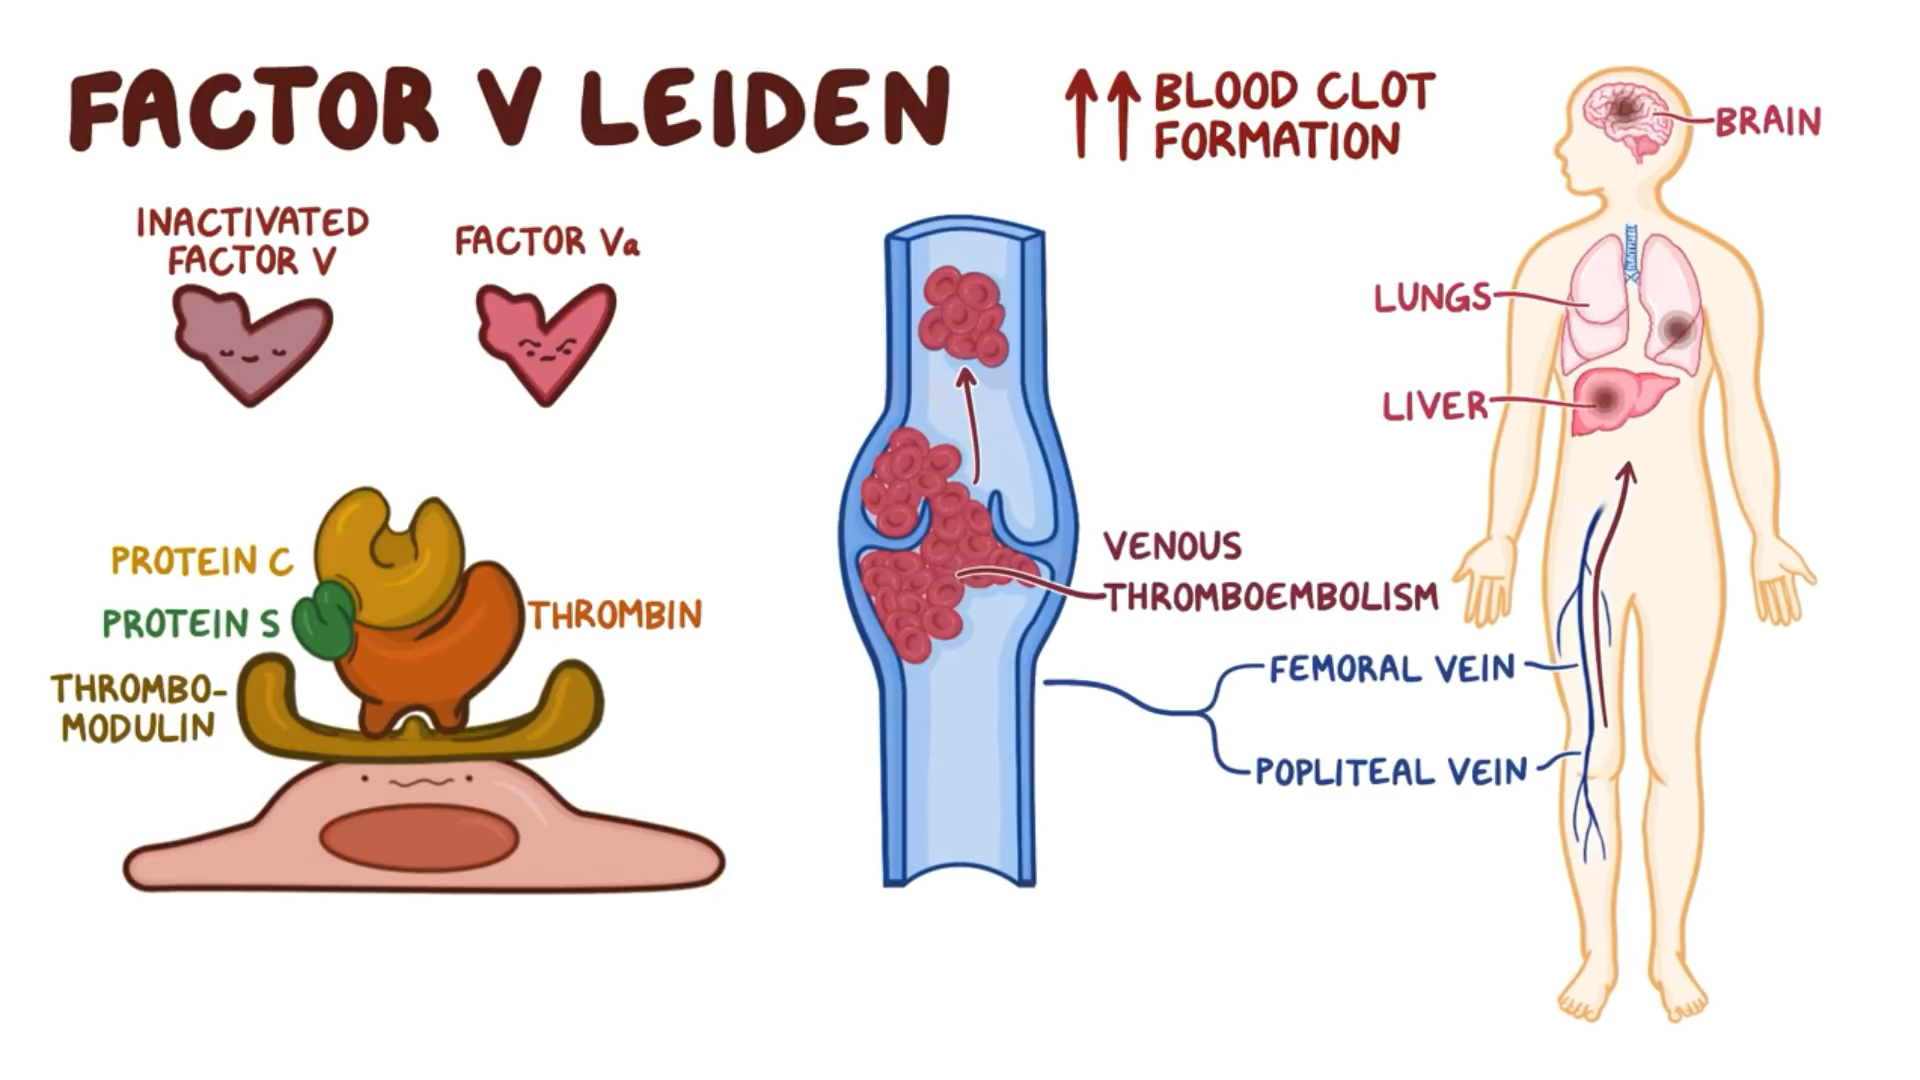 FACTOR V LEIDEN
INACTIVATED
FACTOR V
FACTOR Va
PROTEIN C
PROTEIN S
THROMBIN
THROMBO-
MODULIN
↑↑ BLOOD CLOT
FORMATION
VENOUS
THROMBOEMBOLISM
FEMORAL VEIN
POPLITEAL VEIN
BRAIN
LUNGS
LIVER